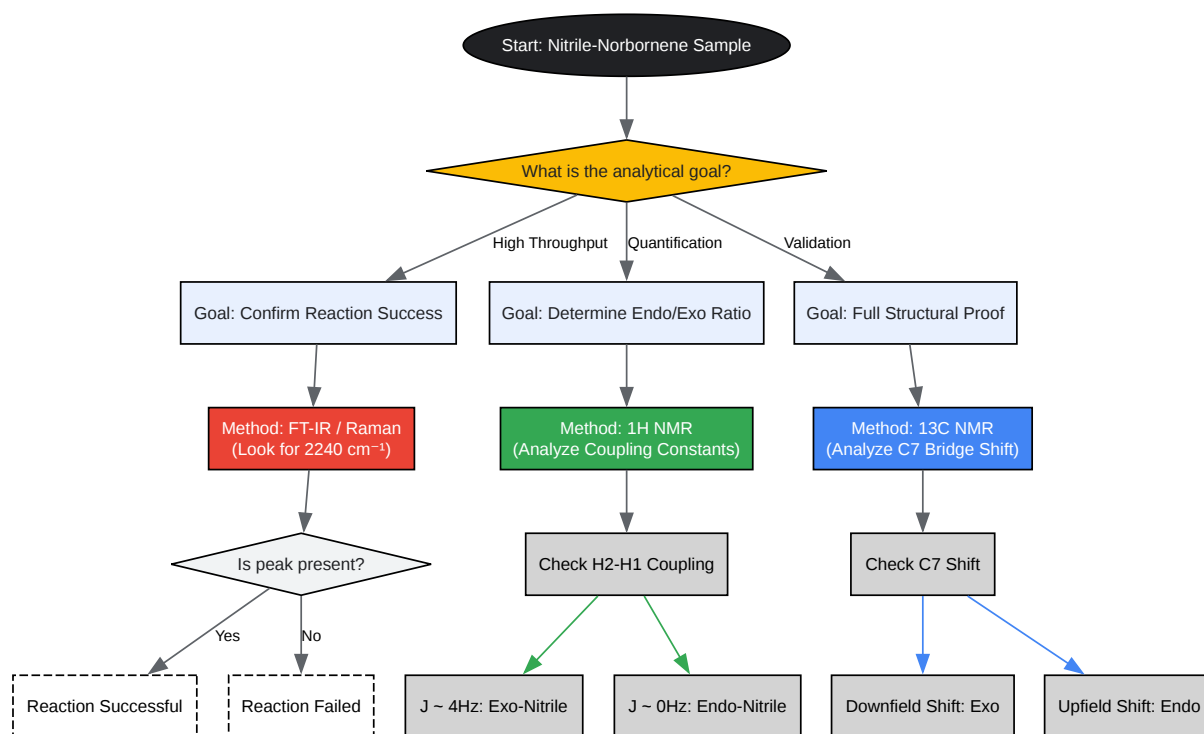 Start: Nitrile-Norbornene Sample
What is the analytical goal?
High Throughput
Quantification
Validation
Goal: Confirm Reaction Success
Goal: Determine Endo/Exo Ratio
Goal: Full Structural Proof
Method: FT-IR / Raman
(Look for 2240 cm⁻¹)
Method: 1H NMR
(Analyze Coupling Constants)
Method: 13C NMR
(Analyze C7 Bridge Shift)
Is peak present?
Check H2-H1 Coupling
Check C7 Shift
Yes
No
Reaction Successful
Reaction Failed
J ~ 4Hz: Exo-Nitrile
J ~ 0Hz: Endo-Nitrile
Downfield Shift: Exo
Upfield Shift: Endo